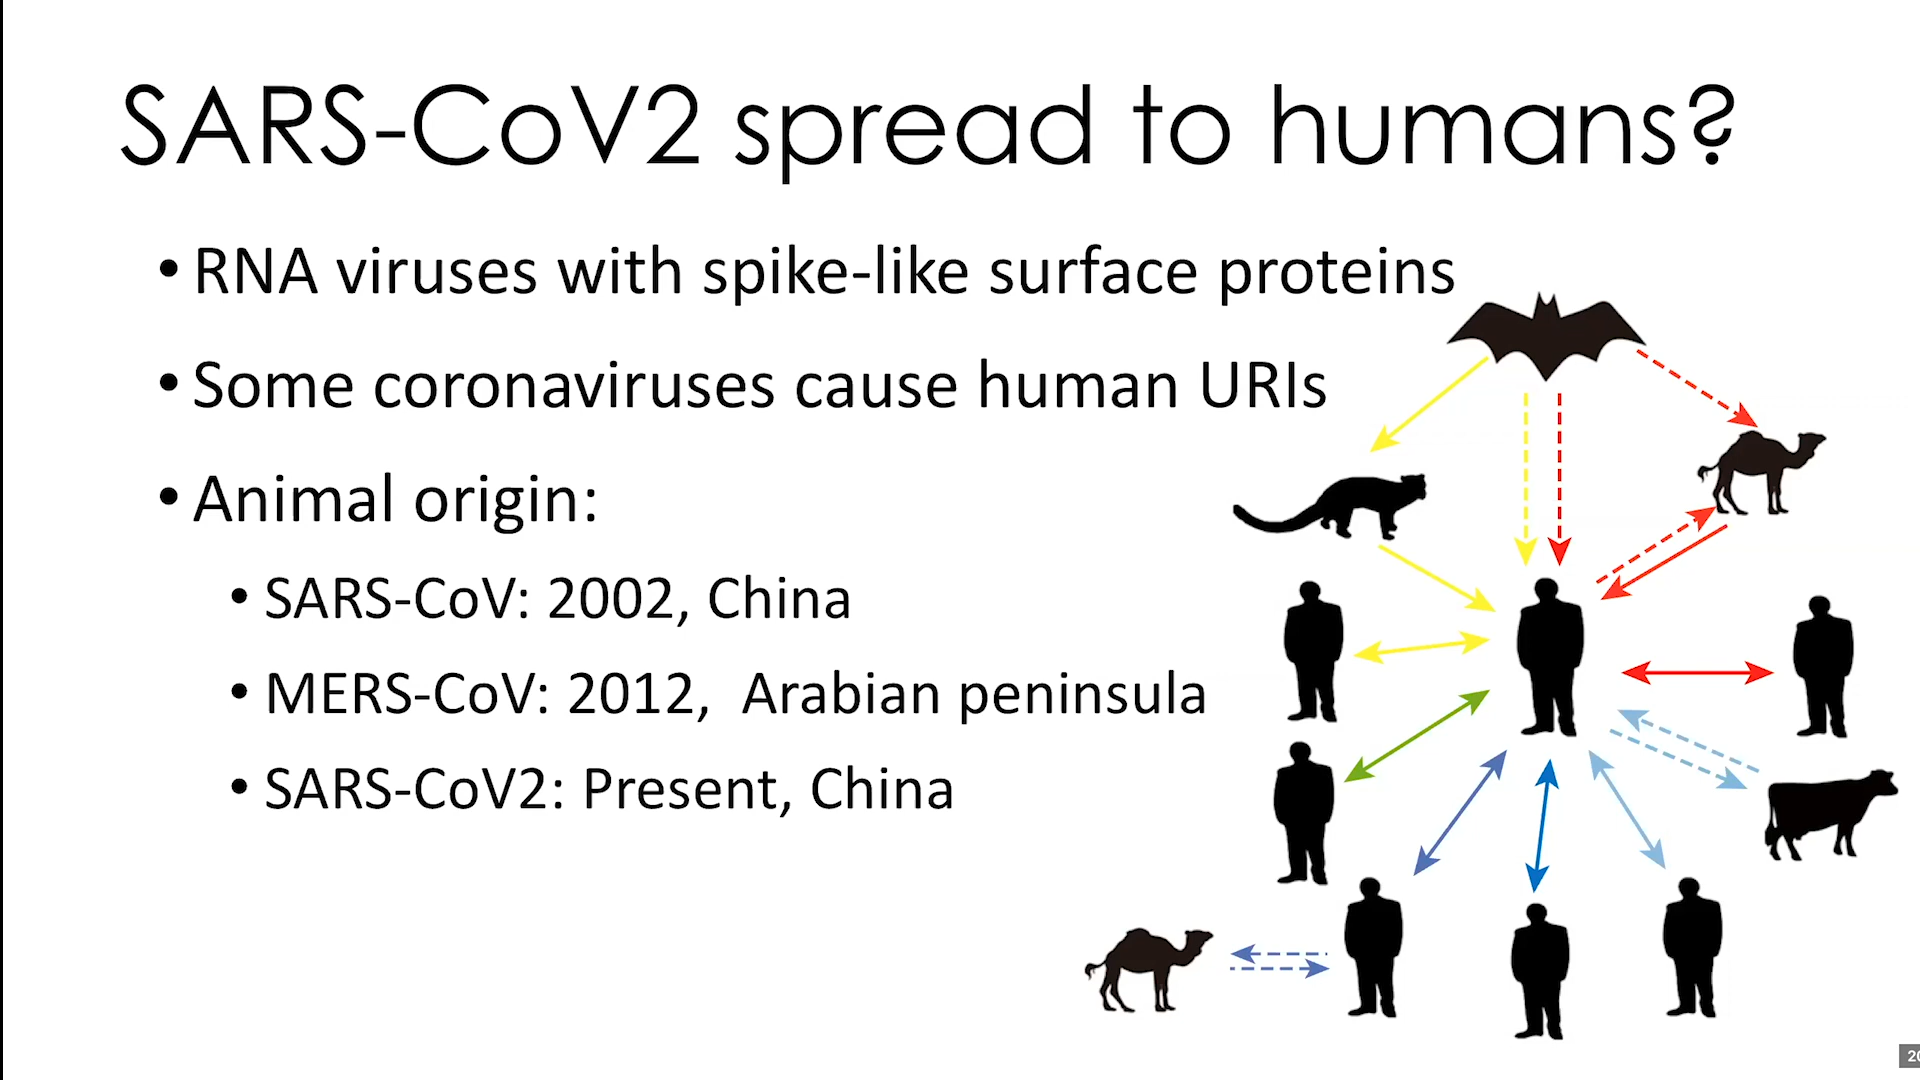 SARS-CoV2 spread to humans?
• RNA viruses with spike-like surface proteins
• Some coronaviruses cause human URIs
• Animal origin:
• SARS-CoV: 2002, China
• MERS-CoV: 2012, Arabian peninsula
• SARS-CoV2: Present, China